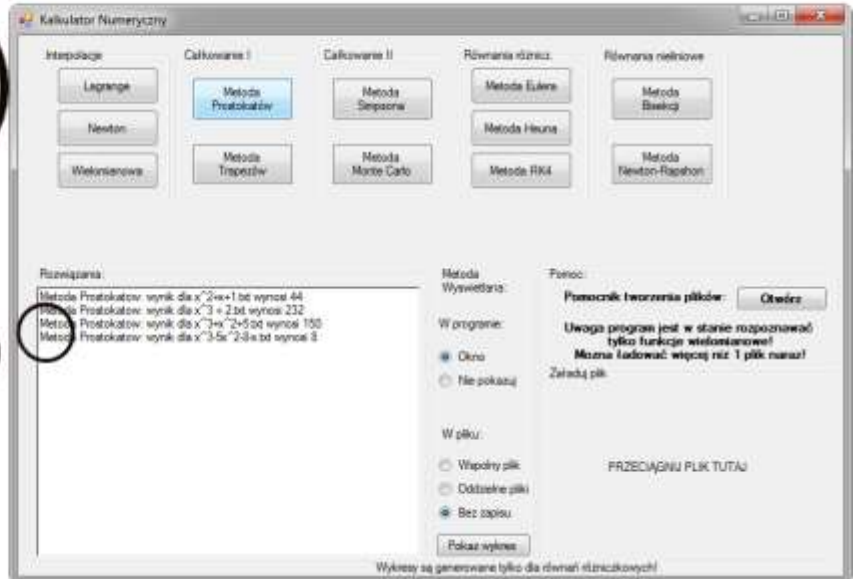 Kalkulator Numeryczny
Interpolacje
Całkowanie I
Całkowanie II
Równania różnicz.
Równania nieliniowe
Lagrange
Newton
Wielomianowa
Metoda
Prostokatów
Metoda
Trapezów
Metoda
Simpsona
Metoda
Monte Carlo
Metoda Eulera
Metoda Heuna
Metoda RK4
Metoda
Bisekcji
Metoda
Newton-Rapshon
Rozwiązania:
Metoda Prostokatow: wynik dla x^2+x+1.txt wynosi 44
Metoda Prostokatow: wynik dla x^3 + 2.txt wynosi 232
Metoda Prostokatow: wynik dla x^3+x^2+5.txt wynosi 150
Metoda Prostokatow: wynik dla x^3-5x^2-8-x.txt wynosi 8
Metoda
Wyswietlania:
W programie:
Okno
Nie pokazuj
W pliku:
Wspolny plik
Oddzielne pliki
Bez zapisu
Pokaz wykres
Pomoc:
Pomocnik tworzenia plików:
Otwórz
Uwaga program jest w stanie rozpoznawać
tylko funkcje wielomianowe!
Mozna ładować więcej niz 1 plik naraz!
Załaduj plik
PRZECIĄGNIJ PLIK TUTAJ
Wykresy są generowane tylko dla równań różniczkowych!